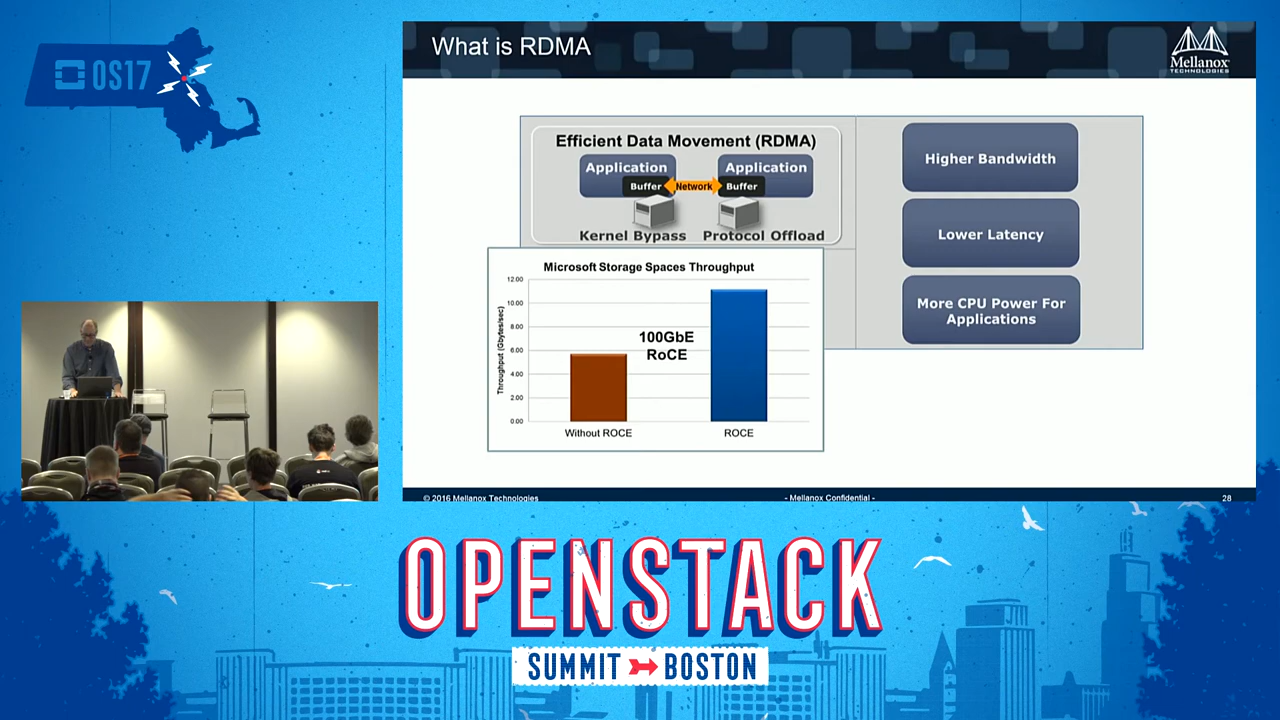 OS17
What is RDMA
Mellanox
TECHNOLOGIES
Efficient Data Movement (RDMA)
Application
Application
Buffer
Network
Buffer
Kernel Bypass
Protocol Offload
Higher Bandwidth
Lower Latency
More CPU Power For
Applications
Microsoft Storage Spaces Throughput
Throughput (Gbytes/sec)
12.00
10.00
8.00
6.00
4.00
2.00
0.00
100GbE
RoCE
Without ROCE
ROCE
© 2016 Mellanox Technologies
- Mellanox Confidential -
28
OPENSTACK
SUMMIT BOSTON